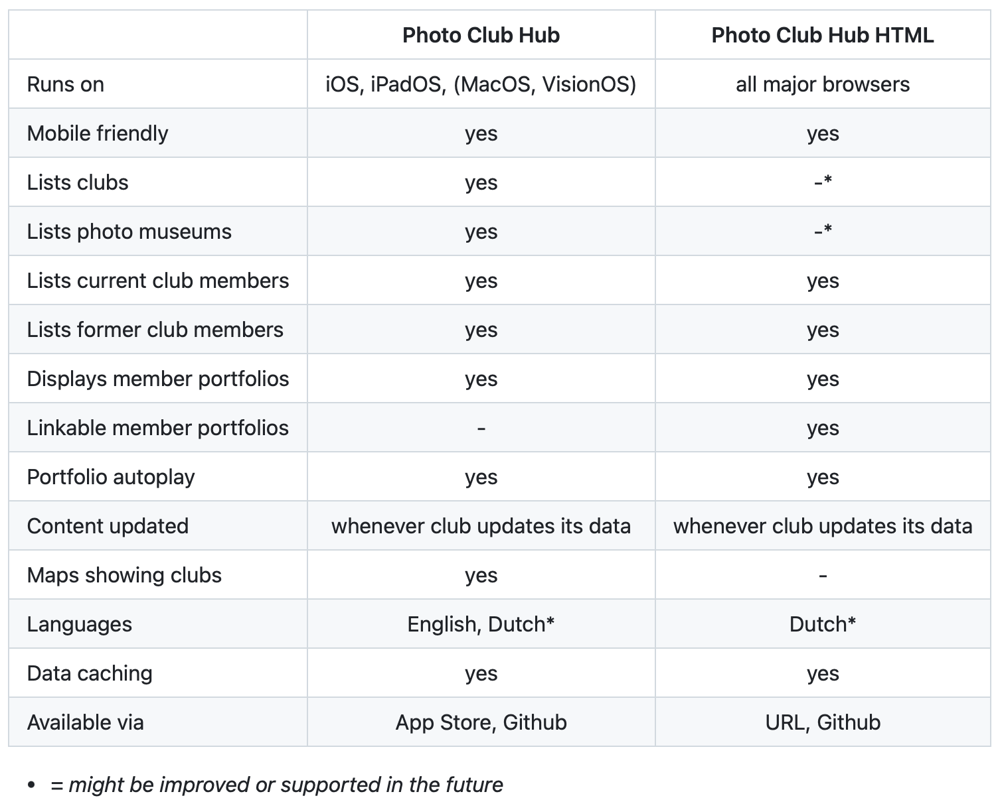 Photo Club Hub Photo Club Hub HTML
Runs on iOS, iPadOS, (MacOS, VisionOS) all major browsers
Mobile friendly yes yes
Lists clubs yes -*
Lists photo museums yes -*
Lists current club members yes yes
Lists former club members yes yes
Displays member portfolios yes yes
Linkable member portfolios - yes
Portfolio autoplay yes yes
Content updated whenever club updates its data whenever club updates its data
Maps showing clubs yes -
Languages English, Dutch* Dutch*
Data caching yes yes
Available via App Store, Github URL, Github
• = might be improved or supported in the future